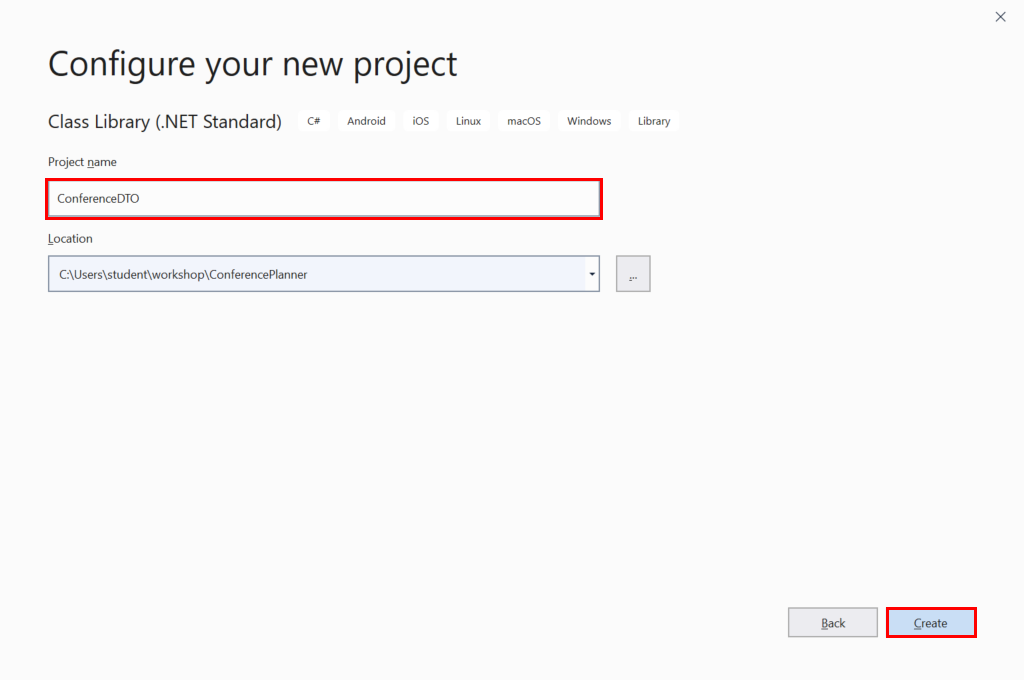 Configure your new project
Class Library (.NET Standard) C# Android iOS Linux macOS Windows Library
Project name
ConferenceDTO
Location
C:\Users\student\workshop\ConferencePlanner
...
Back Create